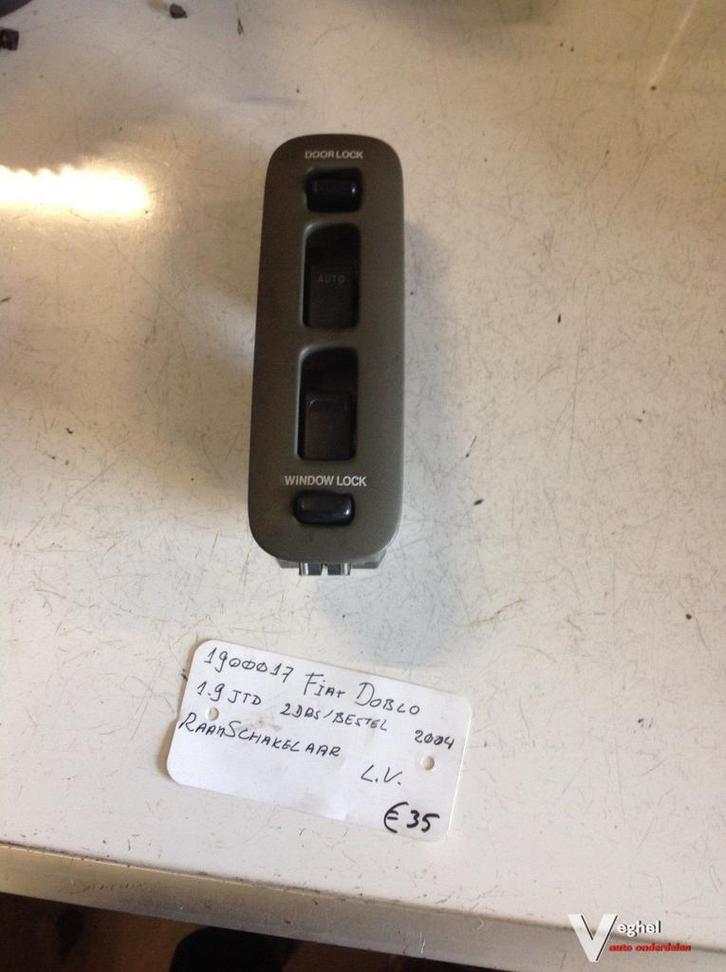 DOOR LOCK
AUTO
WINDOW LOCK
1900017 Fiat Doblo
1.9 JTD 2DRS/BESTEL 2004
RAAMSCHAKELAAR
L.V.
€35
Veghel
auto onderdelen